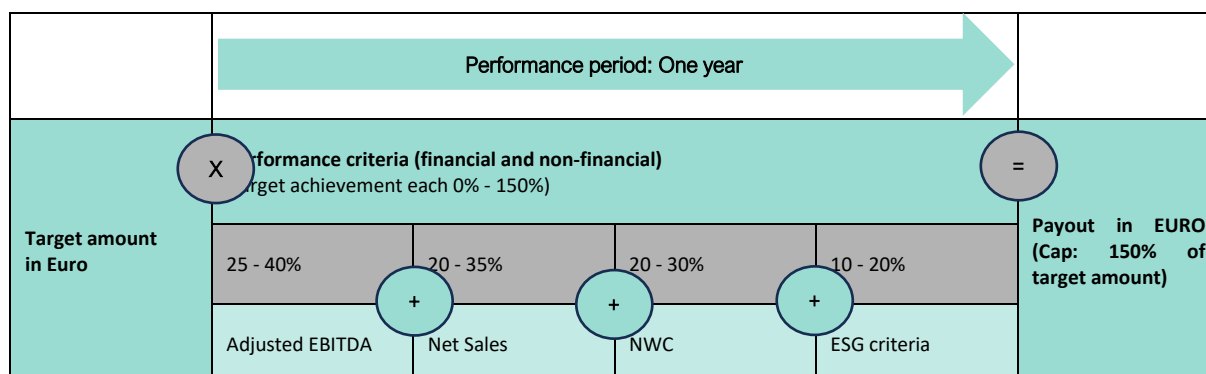 Performance period: One year
X
rformance criteria (financial and non-financial)
=
rget achievement each 0% - 150%)
Target amount
in Euro
Payout in EURO
(Cap: 150% of
target amount)
25 - 40%
20 - 35%
20 - 30%
10 - 20%
+
+
+
Adjusted EBITDA
Net Sales
NWC
ESG criteria